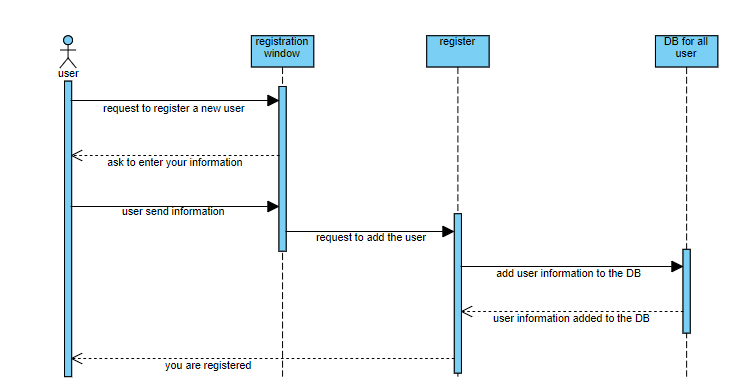 registration
window
register
DB for all
user
user
request to register a new user
ask to enter your information
user send information
request to add the user
add user information to the DB
user information added to the DB
you are registered